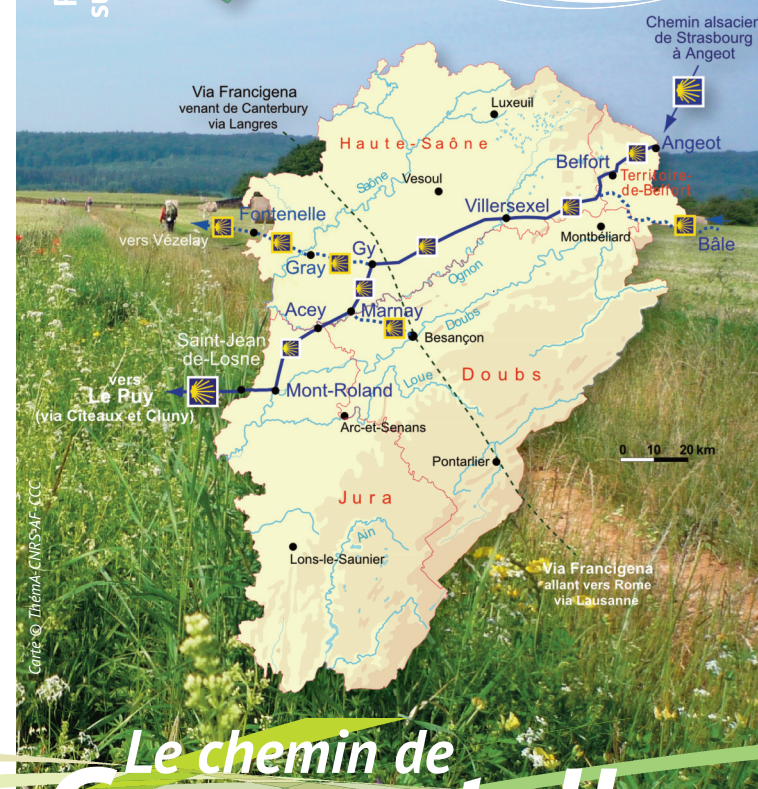 Chemin alsacien
de Strasbourg
à Angeot
Via Francigena
venant de Canterbury
via Langres
Luxeuil
Haute-Saône
Angeot
Belfort
Territoire-
de-Belfort
Saône
Vesoul
Villersexel
Fontenelle
vers Vézelay
Montbéliard
Bâle
Gy
Gray
Ognon
Acey
Marnay
Doubs
Besançon
Saint-Jean
de-Losne
Doubs
Loue
vers
Le Puy
(via Cîteaux et Cluny)
Mont-Roland
Arc-et-Senans
0 10 20 km
Pontarlier
Jura
Ain
Lons-le-Saunier
Via Francigena
allant vers Rome
via Lausanne
Carte © ThémA-CNRS-AF-CCC
Le chemin de